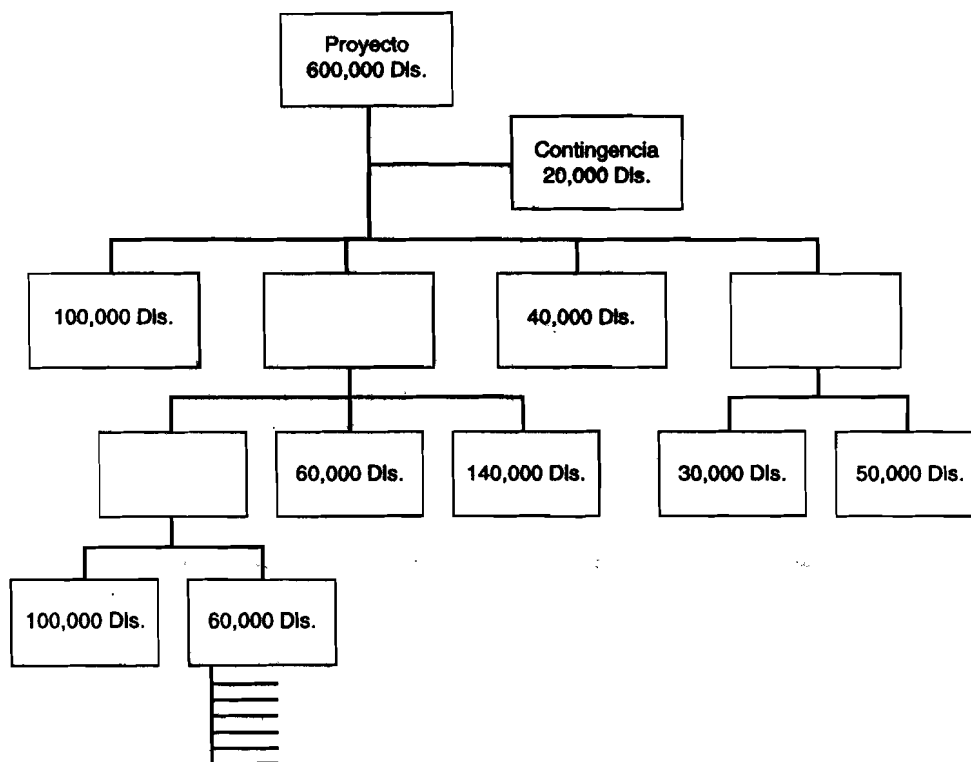 Proyecto
600,000 Dls.
Contingencia
20,000 Dls.
100,000 Dls.
40,000 Dls.
60,000 Dls.
140,000 Dls.
30,000 Dls.
50,000 Dls.
100,000 Dls.
60,000 Dls.